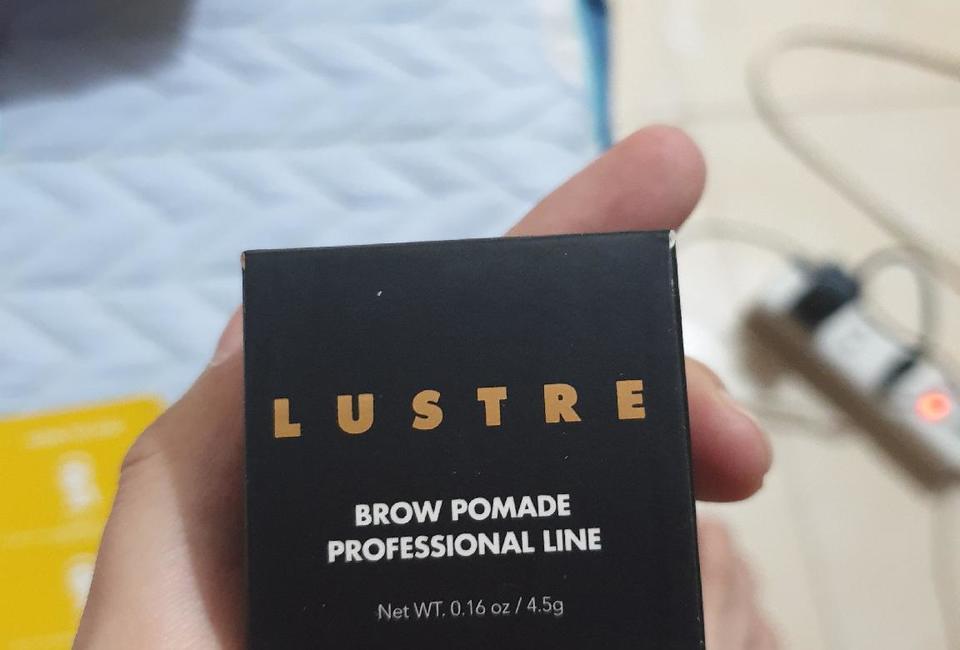 LUSTRE
BROW POMADE
PROFESSIONAL LINE
Net WT. 0.16 oz / 4.5g